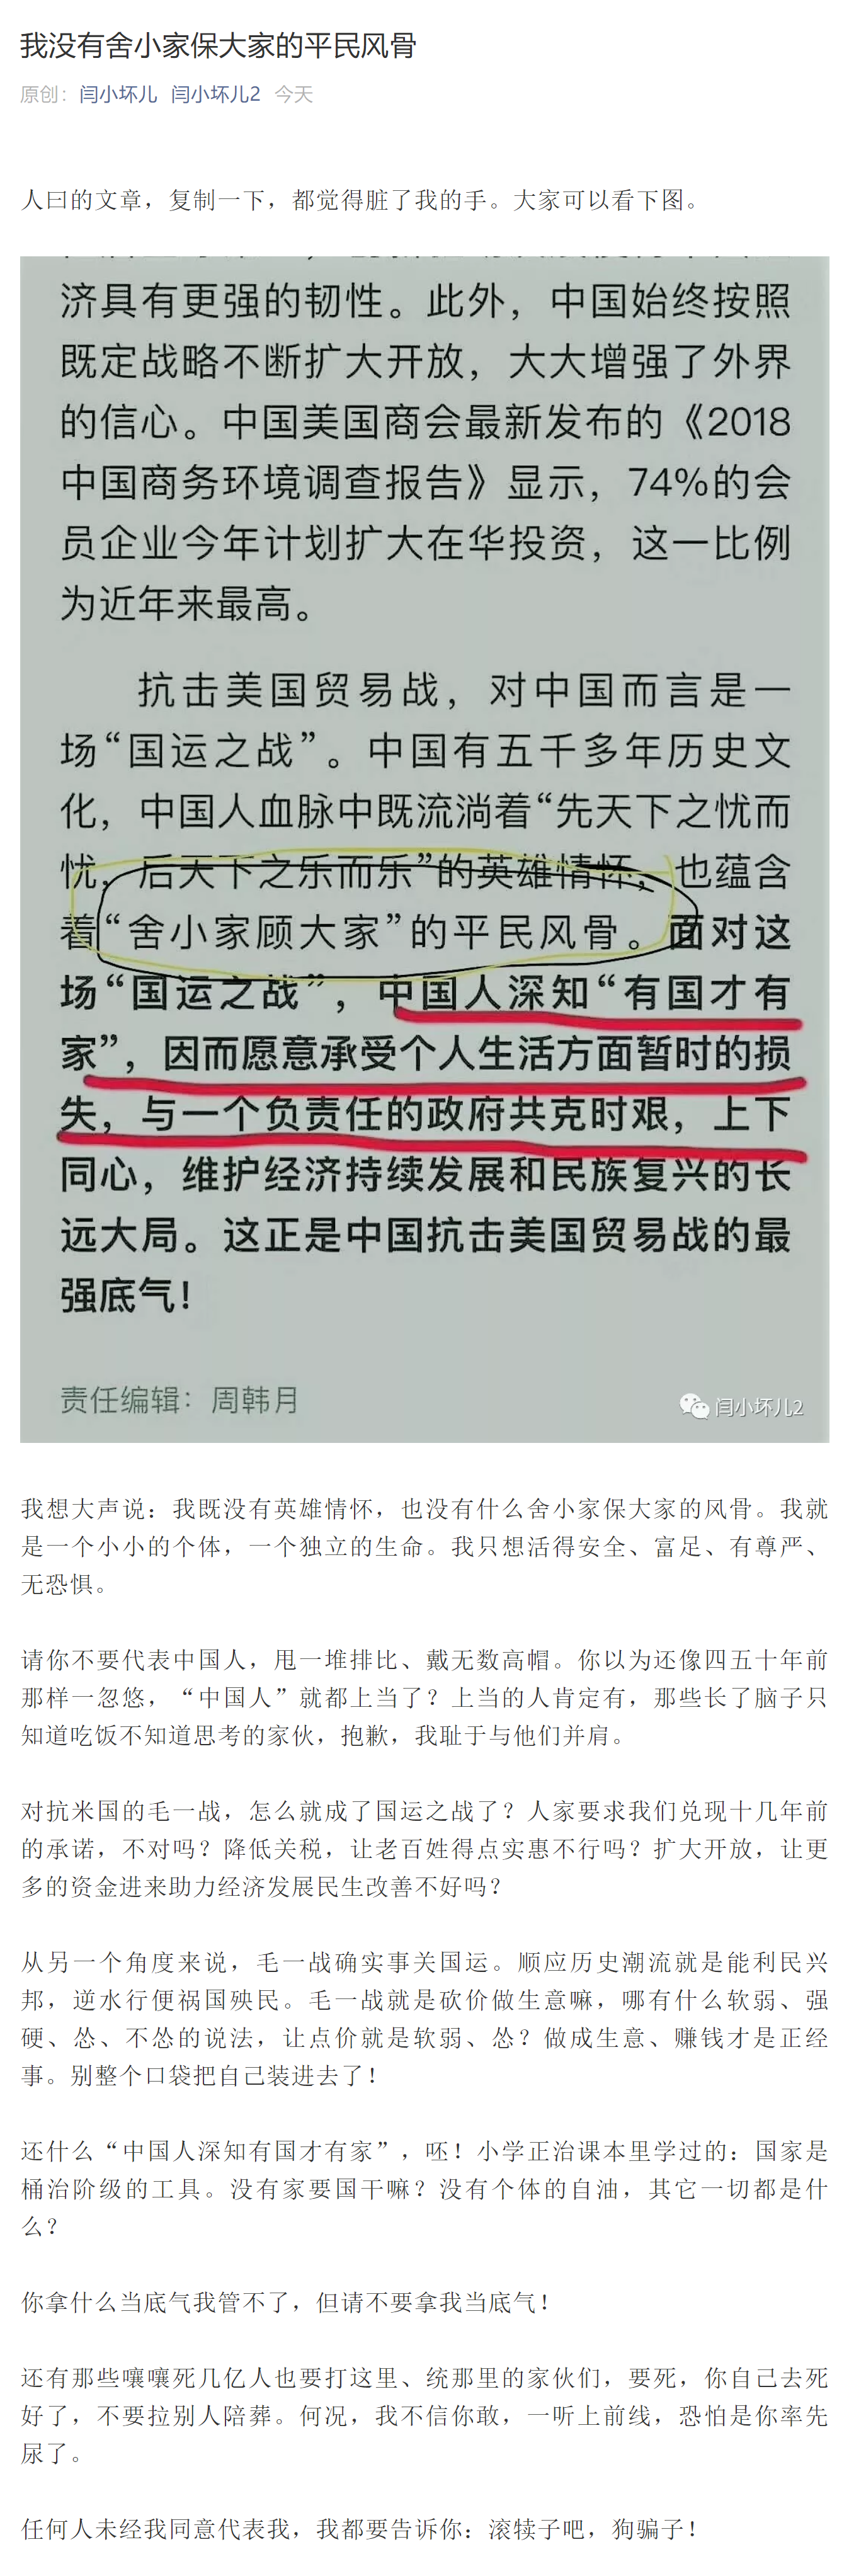 我没有舍小家保大家的平民风骨
原创：闫小坏儿 闫小坏儿2 今天
人曰的文章，复制一下，都觉得脏了我的手。大家可以看下图。
济具有更强的韧性。此外，中国始终按照
既定战略不断扩大开放，大大增强了外界
的信心。中国美国商会最新发布的《2018
中国商务环境调查报告》显示，74%的会
员企业今年计划扩大在华投资，这一比例
为近年来最高。
抗击美国贸易战，对中国而言是一
场“国运之战”。中国有五千多年历史文
化，中国人血脉中既流淌着“先天下之忧而
忧，后天下之乐而乐”的英雄情怀，也蕴含
着“舍小家顾大家”的平民风骨。面对这
场“国运之战”，中国人深知“有国才有
家”，因而愿意承受个人生活方面暂时的损
失，与一个负责任的政府共克时艰，上下
同心，维护经济持续发展和民族复兴的长
远大局。这正是中国抗击美国贸易战的最
强底气！
责任编辑：周韩月
闫小坏儿2
我想大声说：我既没有英雄情怀，也没有什么舍小家保大家的风骨。我就
是一个小小的个体，一个独立的生命。我只想活得安全、富足、有尊严、
无恐惧。
请你不要代表中国人，甩一堆排比、戴无数高帽。你以为还像四五十年前
那样一忽悠，“中国人”就都上当了？上当的人肯定有，那些长了脑子只
知道吃饭不知道思考的家伙，抱歉，我耻于与他们并肩。
对抗米国的毛一战，怎么就成了国运之战了？人家要求我们兑现十几年前
的承诺，不对吗？降低关税，让老百姓得点实惠不行吗？扩大开放，让更
多的资金进来助力经济发展民生改善不好吗？
从另一个角度来说，毛一战确实事关国运。顺应历史潮流就是能利民兴
邦，逆水行便祸国殃民。毛一战就是砍价做生意嘛，哪有什么软弱、强
硬、怂、不怂的说法，让点价就是软弱、怂？做成生意、赚钱才是正经
事。别整个口袋把自己装进去了！
还什么“中国人深知有国才有家”，呸！小学正治课本里学过的：国家是
桶治阶级的工具。没有家要国干嘛？没有个体的自油，其它一切都是什
么？
你拿什么当底气我管不了，但请不要拿我当底气！
还有那些嚷嚷死几亿人也要打这里、统那里的家伙们，要死，你自己去死
好了，不要拉别人陪葬。何况，我不信你敢，一听上前线，恐怕是你率先
尿了。
任何人未经我同意代表我，我都要告诉你：滚犊子吧，狗骗子！